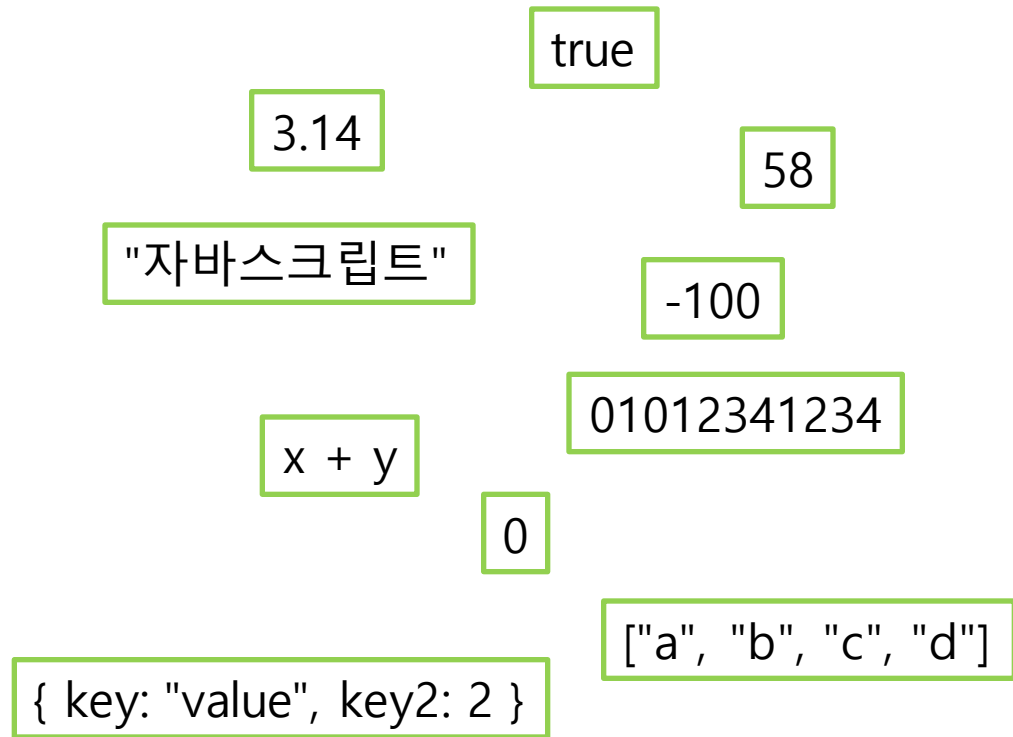 true
3.14
58
"자바스크립트"
-100
01012341234
x + y
0
["a", "b", "c", "d"]
{ key: "value", key2: 2 }